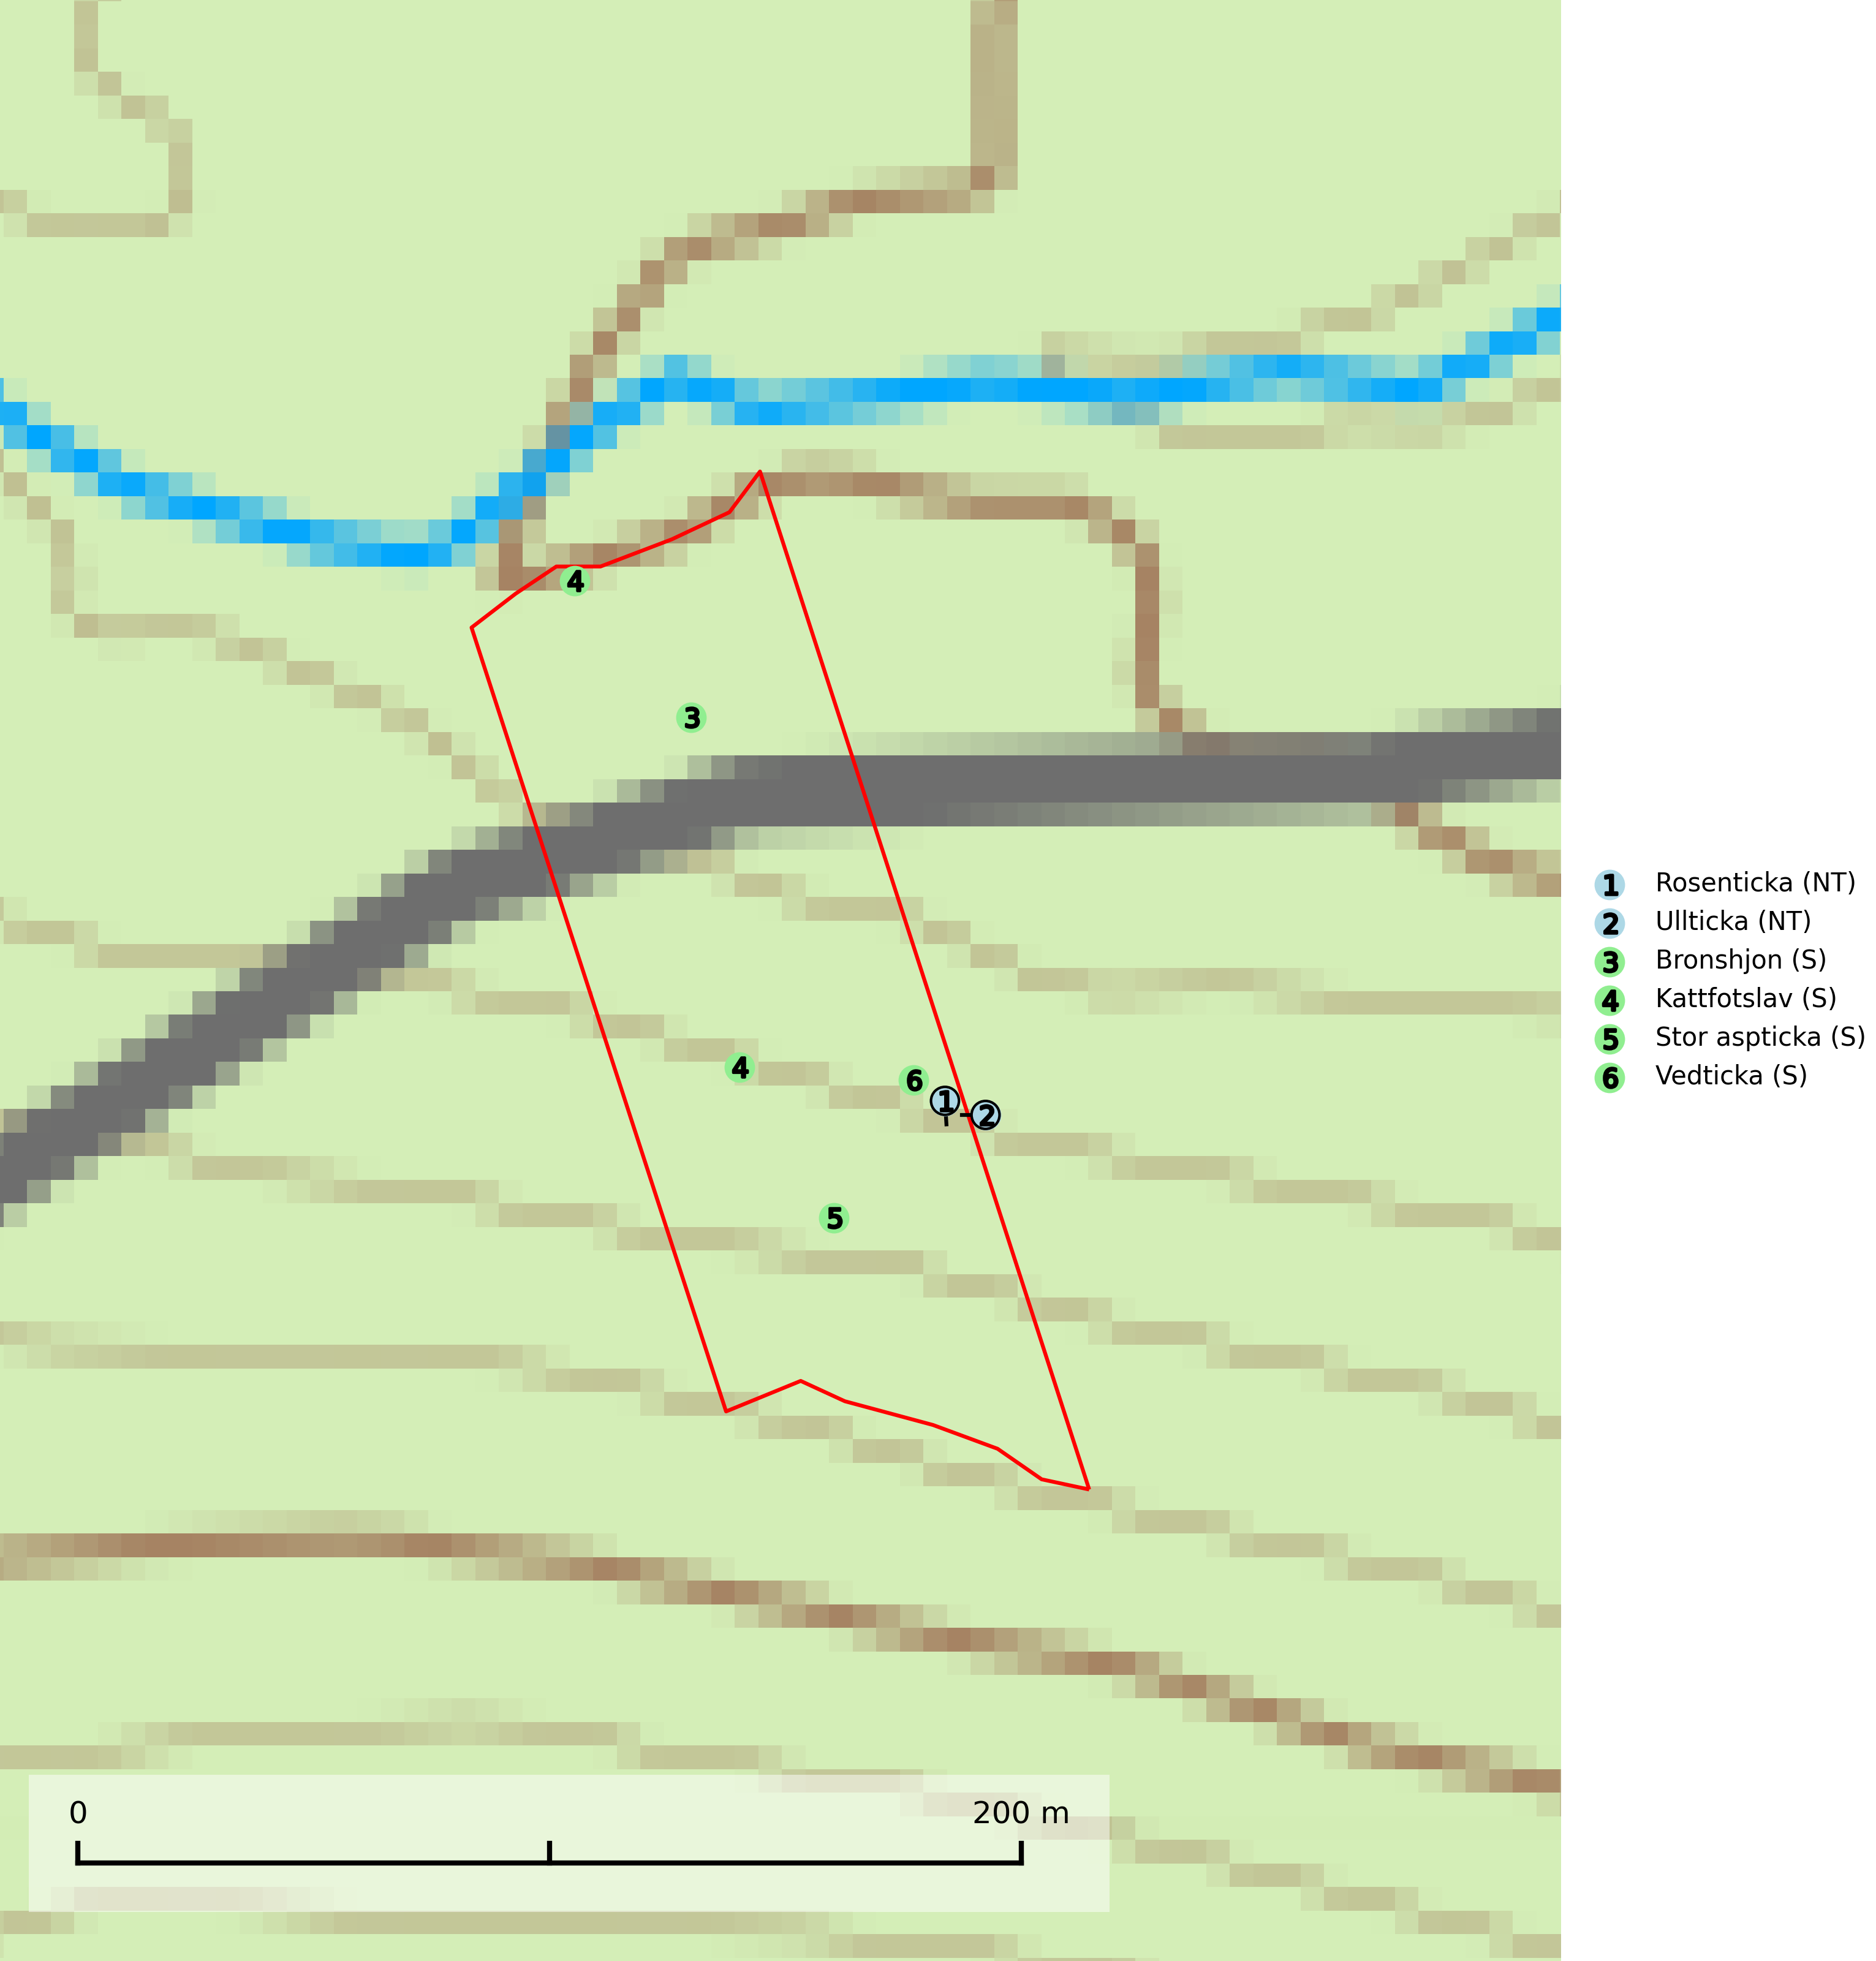 4
3
4
6
1
2
5
1 Rosenticka (NT)
2 Ullticka (NT)
3 Bronshjon (S)
4 Kattfotslav (S)
5 Stor aspticka (S)
6 Vedticka (S)
0 200 m